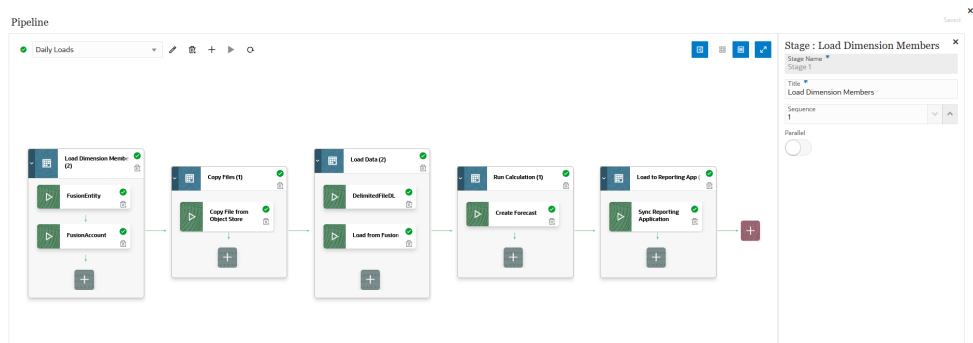 Pipeline
Saved
Daily Loads
Stage : Load Dimension Members
Stage Name *
Stage 1
Title *
Load Dimension Members
Sequence
1
Parallel
Load Dimension Membe
(2)
FusionEntity
FusionAccount
Copy Files (1)
Copy File from
Object Store
Load Data (2)
DelimitedFileDL
Load from Fusion
Run Calculation (1)
Create Forecast
Load to Reporting App (
Sync Reporting
Application